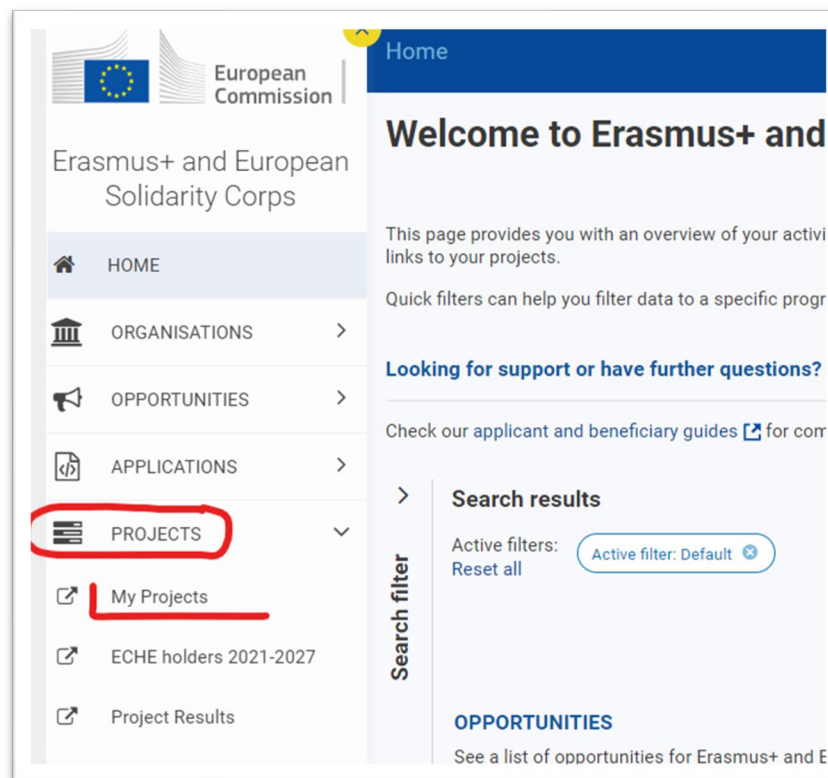 European
Commission
Erasmus+ and European
Solidarity Corps
HOME
ORGANISATIONS
OPPORTUNITIES
APPLICATIONS
PROJECTS
My Projects
ECHE holders 2021-2027
Project Results
Home
Welcome to Erasmus+ and
This page provides you with an overview of your activi
links to your projects.
Quick filters can help you filter data to a specific progr
Looking for support or have further questions?
Check our applicant and beneficiary guides for com
Search filter
Search results
Active filters:
Reset all
Active filter: Default
OPPORTUNITIES
See a list of opportunities for Erasmus+ and E